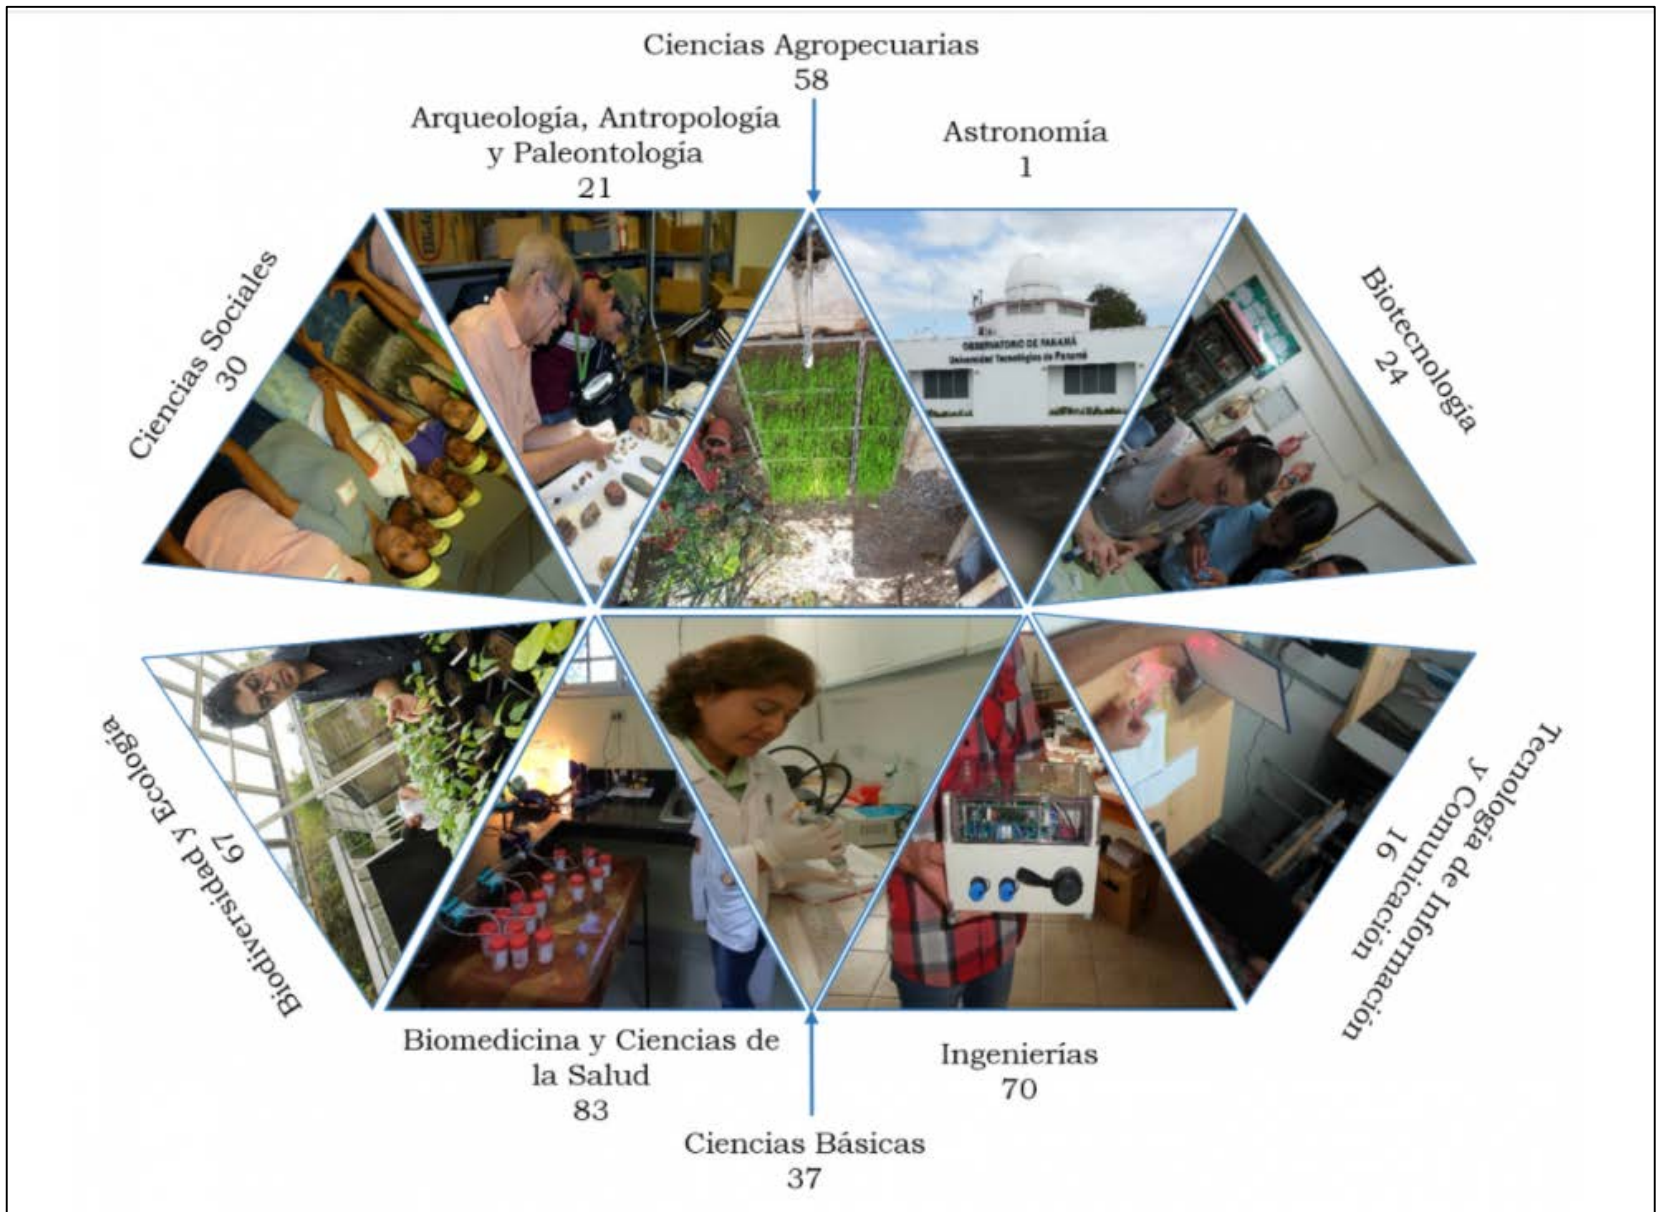 Ciencias Agropecuarias
58
Arqueología, Antropología
y Paleontología
21
Astronomía
1
Ciencias Sociales
30
Biotecnología
24
OBSERVATORIO DE PANAMÁ
Universidad Tecnológica de Panamá
Biodiversidad y Ecología
67
Tecnología de Información
y Comunicación
16
Biomedicina y Ciencias de
la Salud
83
Ingenierías
70
Ciencias Básicas
37